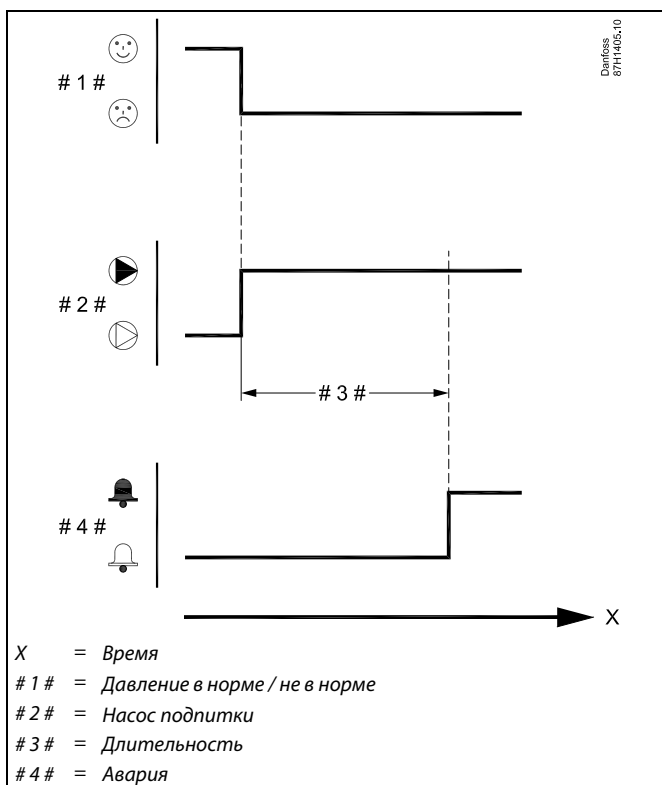 Danfoss
87H1405.10
# 1 #
# 2 #
# 3 #
# 4 #
X
X = Время
# 1 # = Давление в норме / не в норме
# 2 # = Насос подпитки
# 3 # = Длительность
# 4 # = Авария